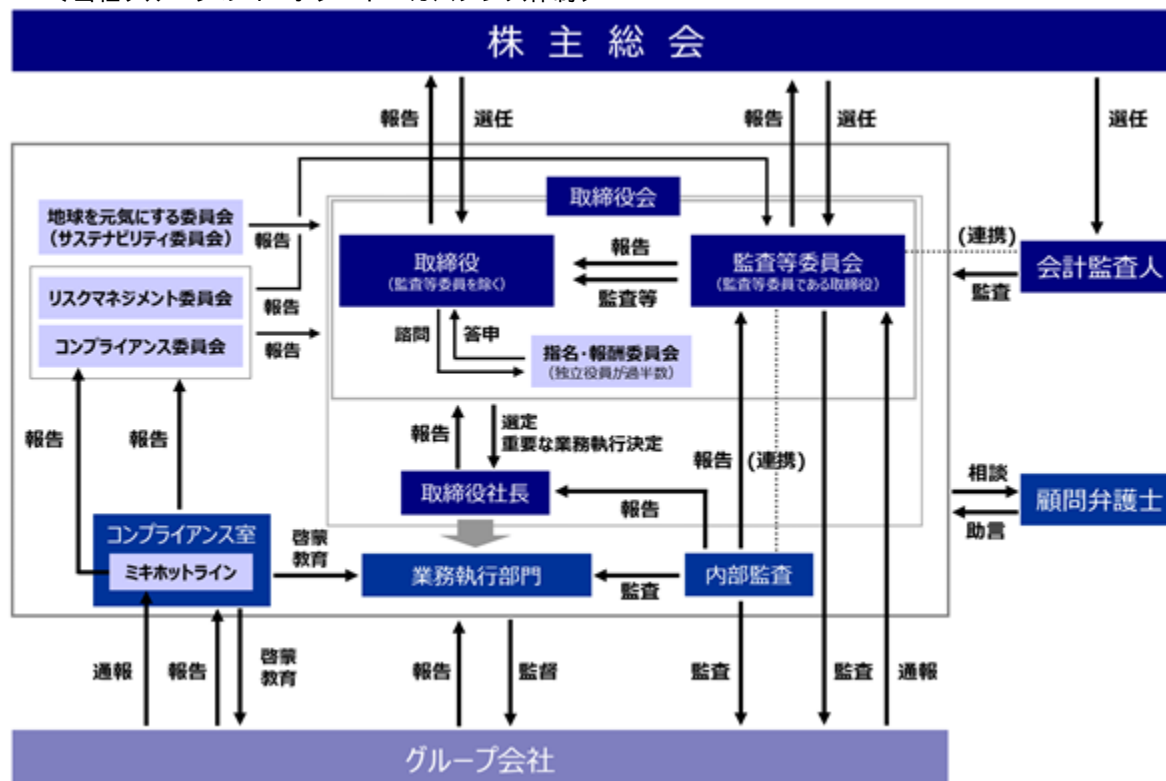 株主総会
報告
選任
報告
選任
選任
取締役会
地球を元気にする委員会
(サステナビリティ委員会)
報告
取締役
(監査等委員を除く)
報告
監査等
監査等委員会
(監査等委員である取締役)
(連携)
会計監査人
監査
リスクマネジメント委員会
報告
コンプライアンス委員会
報告
諮問
答申
指名・報酬委員会
(独立役員が過半数)
報告
報告
報告
選定
重要な業務執行決定
報告
(連携)
取締役社長
報告
相談
顧問弁護士
助言
コンプライアンス室
ミキホットライン
啓蒙
教育
業務執行部門
監査
内部監査
通報
報告
啓蒙
教育
報告
監督
監査
監査
通報
グループ会社